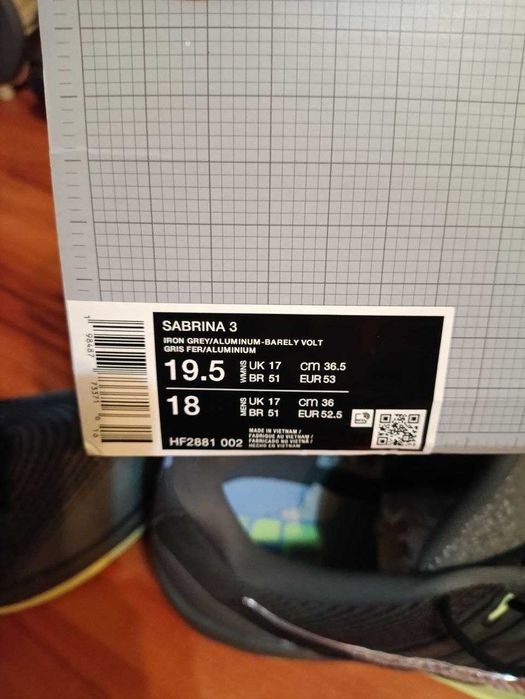 SABRINA 3
IRON GREY/ALUMINUM-BARELY VOLT
GRIS FER/ALUMINIUM
19.5 WMNS UK 17 cm 36.5
BR 51 EUR 53
18 MENS UK 17 cm 36
BR 51 EUR 52.5
HF2881 002
MADE IN VIETNAM /
FABRIQUÉ AU VIETNAM /
FABRICADO NO VIETNÃ /
HECHO EN VIETNAM